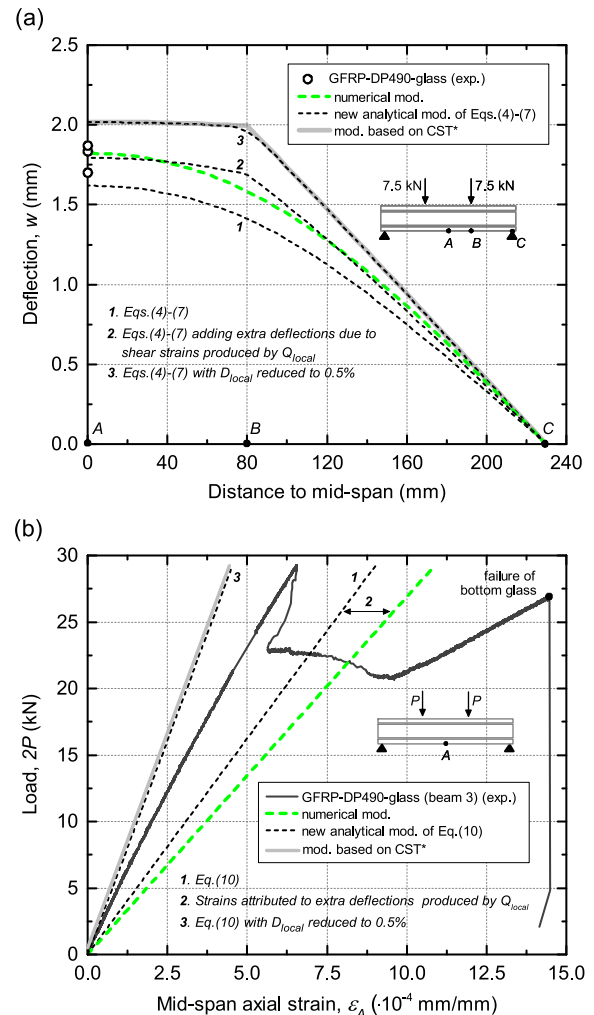 (a)
2.5
2.0
1.5
1.0
0.5
0.0
Deflection, w (mm)
GFRP-DP490-glass (exp.)
numerical mod.
new analytical mod. of Eqs.(4)-(7)
mod. based on CST*
3
2
1
7.5 kN
7.5 kN
A
B
C
1. Eqs.(4)-(7)
2. Eqs.(4)-(7) adding extra deflections due to
shear strains produced by Qlocal
3. Eqs.(4)-(7) with Dlocal reduced to 0.5%
A
B
C
0
40
80
120
160
200
240
Distance to mid-span (mm)
(b)
30
25
20
15
10
5
0
Load, 2P (kN)
3
1
2
failure of
bottom glass
P
P
A
GFRP-DP490-glass (beam 3) (exp.)
numerical mod.
new analytical mod. of Eq.(10)
mod. based on CST*
1. Eq.(10)
2. Strains attributed to extra deflections produced by Qlocal
3. Eq.(10) with Dlocal reduced to 0.5%
0.0
2.5
5.0
7.5
10.0
12.5
15.0
Mid-span axial strain, εA (·10-4 mm/mm)